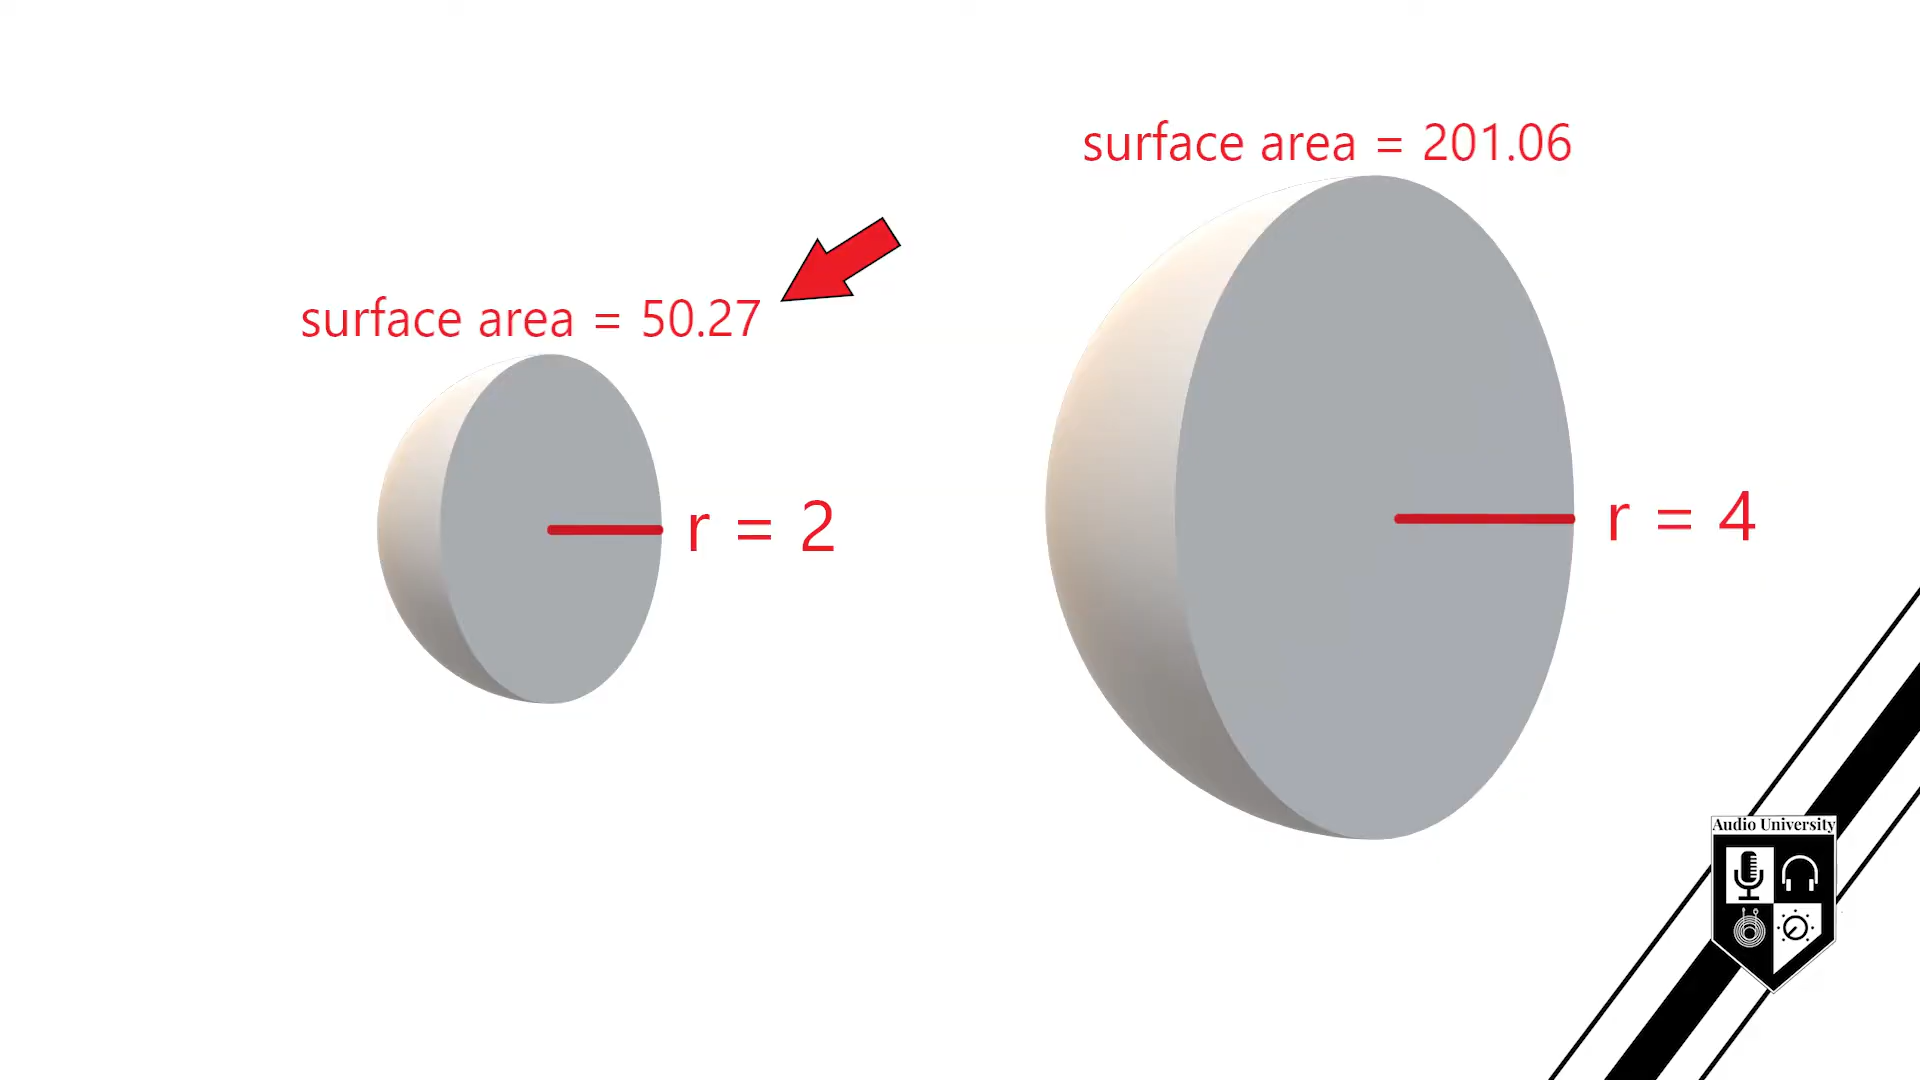 surface area = 201.06
surface area = 50.27
r = 2
r = 4
Audio University